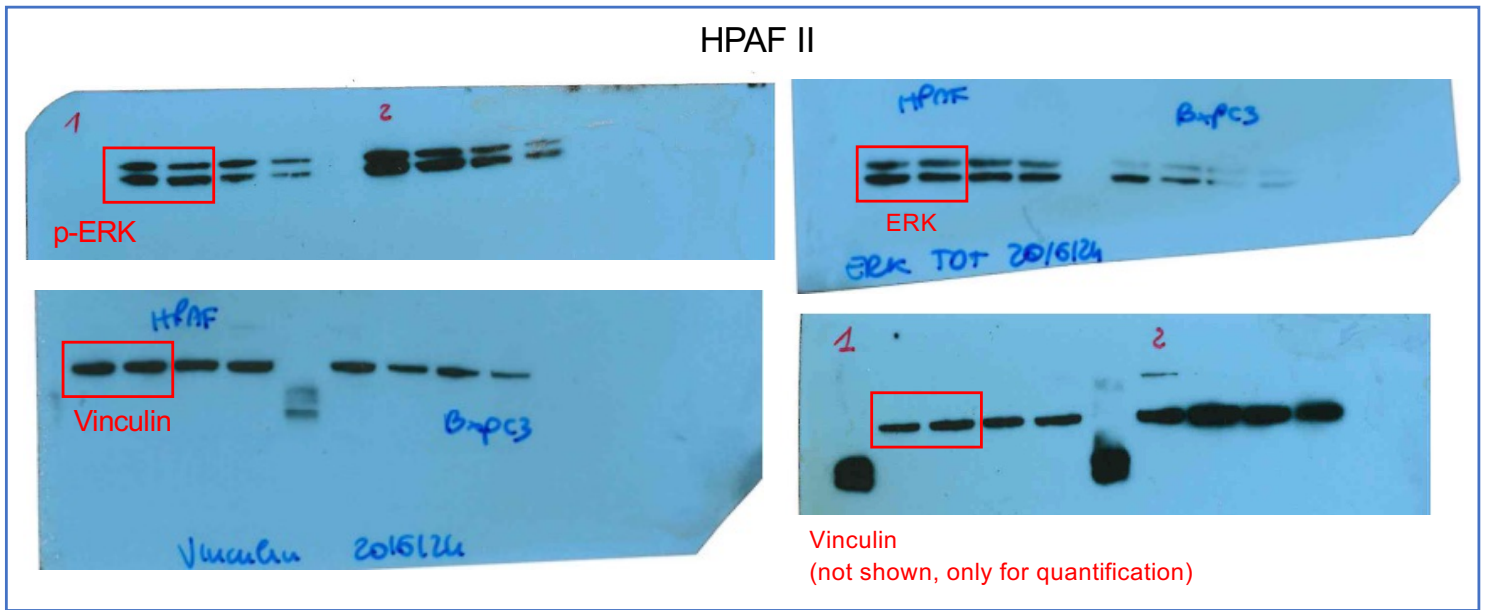 HPAF II
1
2
p-ERK
HPAF
BxPC3
ERK
ERK TOT 20/6/24
HPAF
Vinculin
BxPC3
Vinculin 20/6/24
1
2
Vinculin
(not shown, only for quantification)